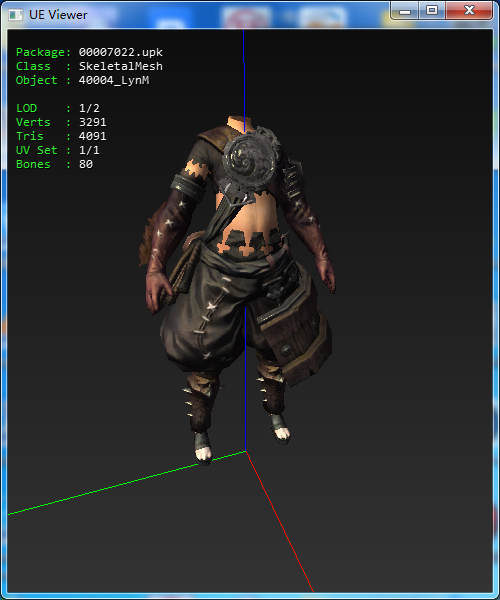 UE Viewer
Package: 00007022.upk
Class : SkeletalMesh
Object : 40004_LynM
LOD : 1/2
Verts : 3291
Tris : 4091
UV Set : 1/1
Bones : 80